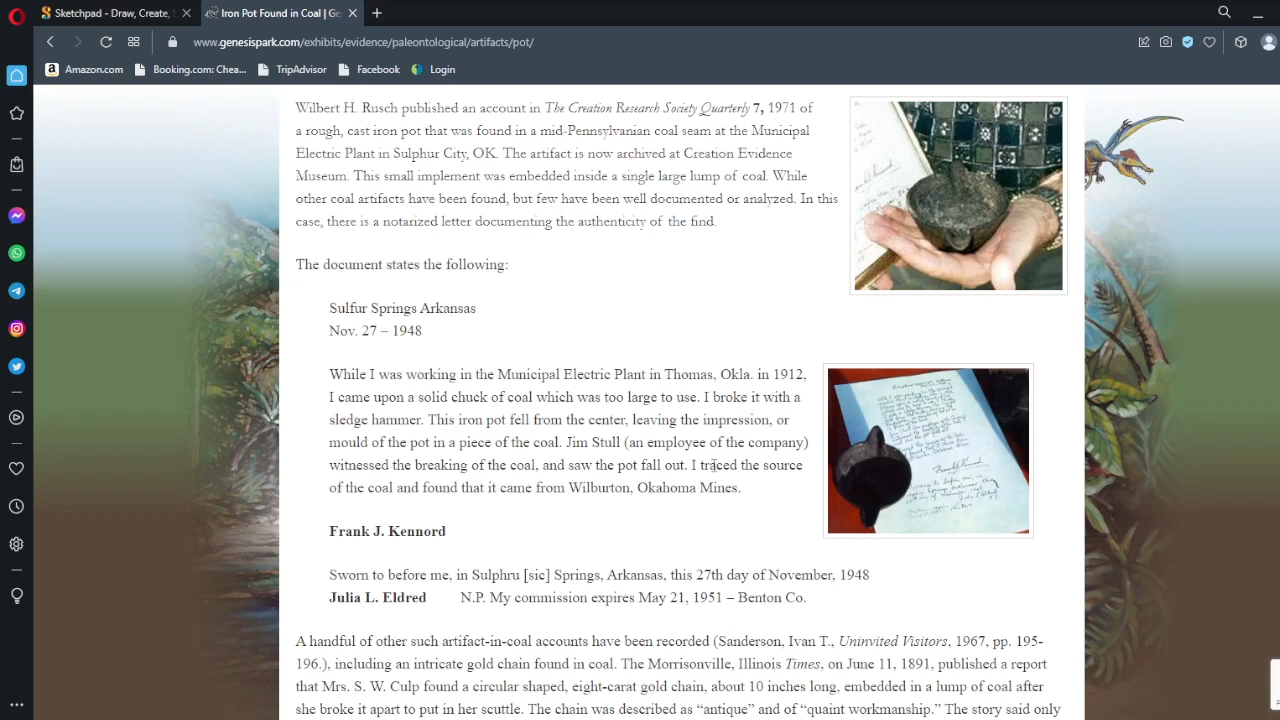 Sketchpad - Draw, Create,
Iron Pot Found in Coal | Ge
www.genesispark.com/exhibits/evidence/paleontological/artifacts/pot/
Amazon.com
Booking.com: Chea...
TripAdvisor
Facebook
Login
Wilbert H. Rusch published an account in The Creation Research Society Quarterly 7, 1971 of
a rough, cast iron pot that was found in a mid-Pennsylvanian coal seam at the Municipal
Electric Plant in Sulphur City, OK. The artifact is now archived at Creation Evidence
Museum. This small implement was embedded inside a single large lump of coal. While
other coal artifacts have been found, but few have been well documented or analyzed. In this
case, there is a notarized letter documenting the authenticity of the find.
The document states the following:
Sulfur Springs Arkansas
Nov. 27 – 1948
While I was working in the Municipal Electric Plant in Thomas, Okla. in 1912,
I came upon a solid chuck of coal which was too large to use. I broke it with a
sledge hammer. This iron pot fell from the center, leaving the impression, or
mould of the pot in a piece of the coal. Jim Stull (an employee of the company)
witnessed the breaking of the coal, and saw the pot fall out. I traced the source
of the coal and found that it came from Wilburton, Okahoma Mines.
Frank J. Kennord
Sworn to before me, in Sulphru [sic] Springs, Arkansas, this 27th day of November, 1948
Julia L. Eldred N.P. My commission expires May 21, 1951 – Benton Co.
A handful of other such artifact-in-coal accounts have been recorded (Sanderson, Ivan T., Uninvited Visitors, 1967, pp. 195-
196.), including an intricate gold chain found in coal. The Morrisonville, Illinois Times, on June 11, 1891, published a report
that Mrs. S. W. Culp found a circular shaped, eight-carat gold chain, about 10 inches long, embedded in a lump of coal after
she broke it apart to put in her scuttle. The chain was described as “antique” and of “quaint workmanship.” The story said only